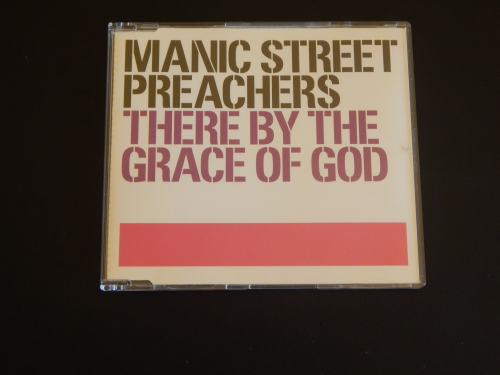 MANIC STREET
PREACHERS
THERE BY THE
GRACE OF GOD